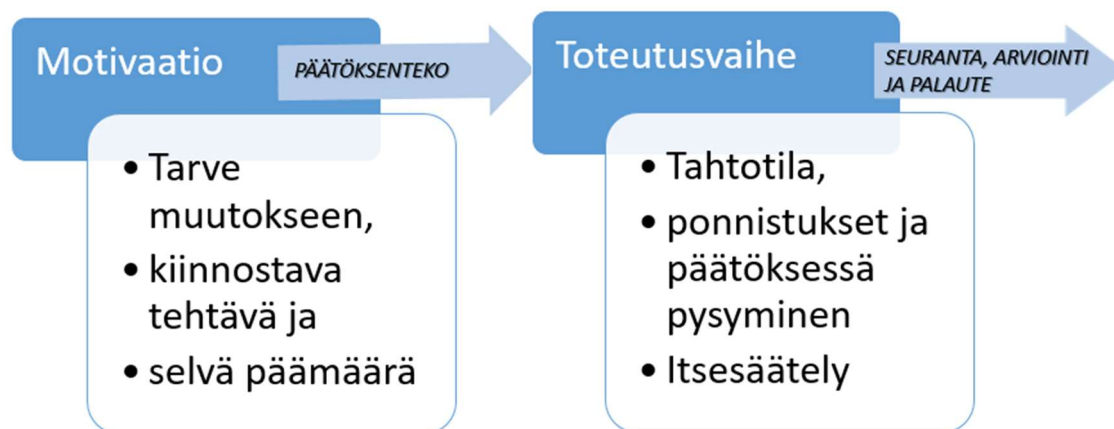 Motivaatio
PÄÄTÖKSENTEKO
• Tarve
muutokseen,
• kiinnostava
tehtävä ja
• selvä päämäärä
Toteutusvaihe
SEURANTA, ARVIOINTI
JA PALAUTE
• Tahtotila,
• ponnistukset ja
päätöksessä
pysyminen
• Itsesäätely